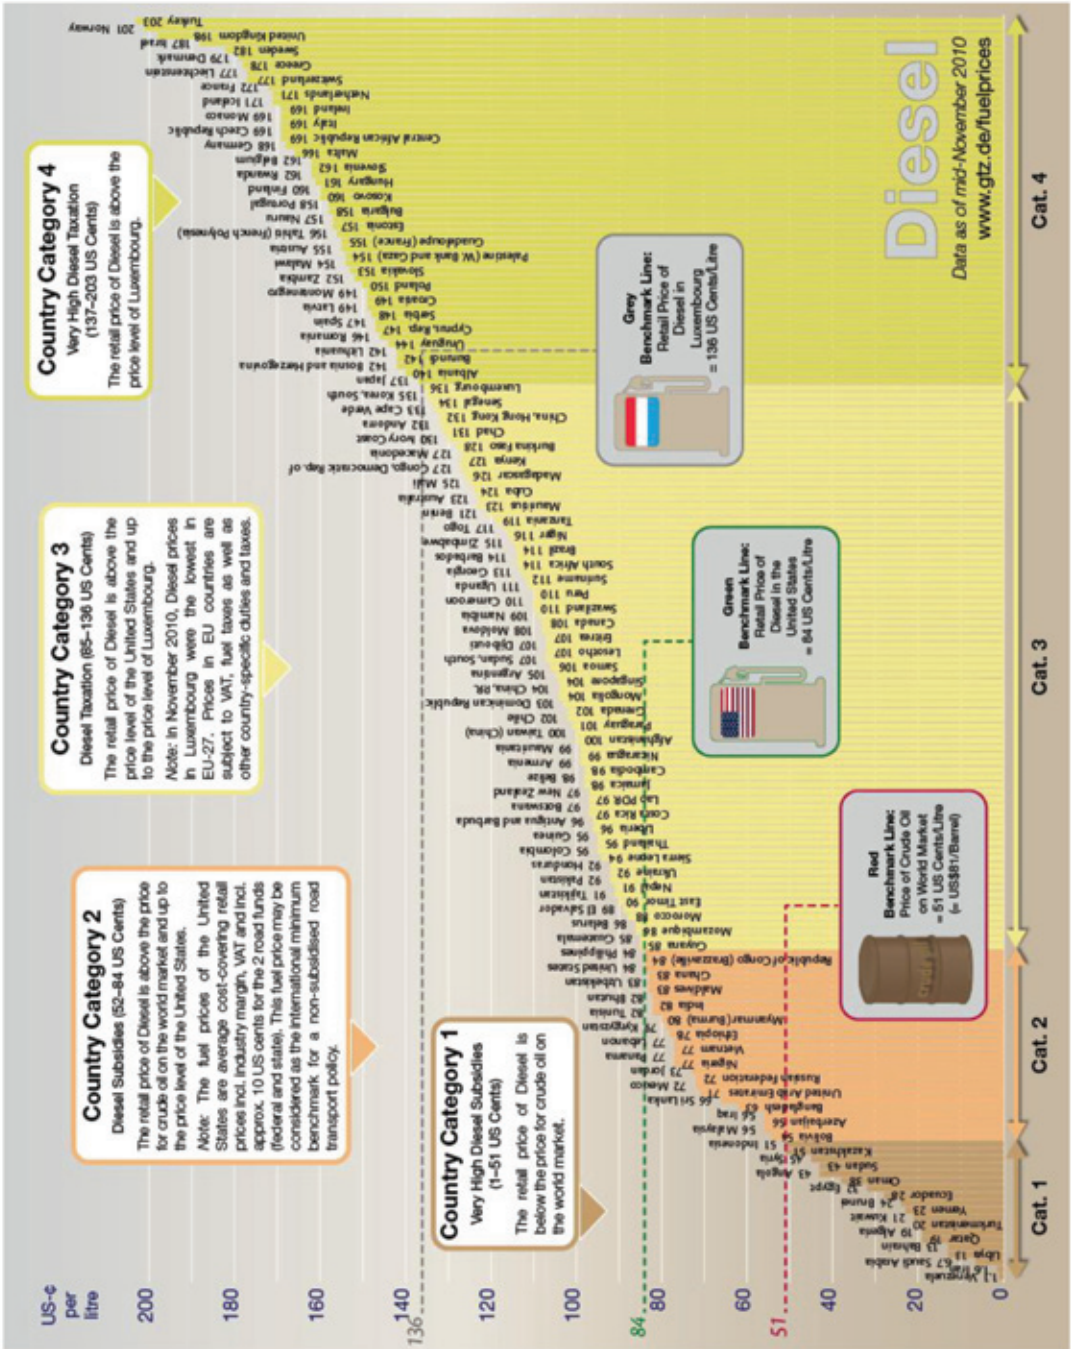 US-¢
per
litre
200
180
160
140
136
120
100
84
80
60
51
40
20
0
Country Category 1
Very High Diesel Subsidies
(1–51 US Cents)
The retail price of Diesel is
below the price for crude oil on
the world market.
Country Category 2
Diesel Subsidies (52–84 US Cents)
The retail price of Diesel is above the price
for crude oil on the world market and up to
the price level of the United States.
Note: The fuel prices of the United
States are average cost-covering retail
prices incl. industry margin, VAT and incl.
approx. 10 US cents for the 2 road funds
(federal and state). This fuel price may be
considered as the international minimum
benchmark for a non-subsidised road
transport policy.
Country Category 3
Diesel Taxation (85–136 US Cents)
The retail price of Diesel is above the
price level of the United States and up
to the price level of Luxembourg.
Note: In November 2010, Diesel prices
in Luxembourg were the lowest in
EU-27. Prices in EU countries are
subject to VAT, fuel taxes as well as
other country-specific duties and taxes.
Country Category 4
Very High Diesel Taxation
(137–203 US Cents)
The retail price of Diesel is above the
price level of Luxembourg.
1.1 Venezuela
1.6 Iran
6.7 Saudi Arabia
Libya 13
13 Bahrain
Qatar 19
19 Algeria
Turkmenistan 20
21 Kuwait
Yemen 23
24 Brunei
Ecuador 28
32 Egypt
Oman 38
43 Angola
Sudan 43
45 Syria
Kazakhstan 51
51 Indonesia
Bolivia 54
56 Malaysia
Azerbaijan 56
56 Iraq
Bangladesh 63
66 Sri Lanka
United Arab Emirates 71
72 Mexico
Russian Federation 72
73 Jordan
Nigeria 77
77 Panama
Vietnam 77
77 Lebanon
Ethiopia 78
79 Kyrgyzstan
Myanmar (Burma) 80
82 Tunisia
India 82
82 Bhutan
Maldives 83
83 Uzbekistan
Ghana 83
84 United States
Republic of Congo (Brazzaville) 84
84 Philippines
Guyana 85
85 Guatemala
Mozambique 86
86 Belarus
Morocco 88
89 El Salvador
East Timor 90
91 Tajikistan
Nepal 91
92 Pakistan
Ukraine 92
92 Honduras
Sierra Leone 94
95 Colombia
Thailand 95
95 Guinea
Liberia 96
96 Antigua and Barbuda
Costa Rica 97
97 Botswana
Lao PDR 97
97 New Zealand
Jamaica 98
98 Belize
Cambodia 98
99 Armenia
Nicaragua 99
99 Mauritania
Afghanistan 100
100 Taiwan (China)
Paraguay 101
102 Chile
Grenada 102
103 Dominican Republic
Mongolia 104
104 China, RR.
Singapore 104
105 Argentina
Samoa 106
107 Sudan, South
Lesotho 107
107 Djibouti
Eritrea 107
108 Moldova
Canada 108
109 Namibia
Swaziland 110
110 Cameroon
Peru 110
111 Uganda
Suriname 112
113 Georgia
South Africa 114
114 Barbados
Brazil 114
115 Zimbabwe
Niger 116
117 Togo
Tanzania 119
121 Benin
Mauritius 123
123 Australia
Cuba 124
125 Mali
Madagascar 126
127 Congo, Democratic Rep. of
Kenya 127
127 Macedonia
Burkina Faso 128
130 Ivory Coast
Chad 131
132 Andorra
China, Hong Kong 132
133 Cape Verde
Senegal 134
135 Korea, South
Luxembourg 136
137 Japan
Albania 140
142 Bosnia and Herzegovina
Burundi 142
142 Lithuania
Uruguay 144
146 Romania
Cyprus, Rep. 147
147 Spain
Serbia 148
149 Latvia
Croatia 149
149 Montenegro
Poland 150
152 Zambia
Slovakia 153
154 Malawi
Palestine (W. Bank and Gaza) 154
155 Austria
Guadeloupe (France) 155
156 Tahiti (French Polynesia)
Estonia 157
157 Nauru
Bulgaria 158
158 Portugal
Kosovo 160
160 Finland
Hungary 161
162 Rwanda
Slovenia 162
162 Belgium
Malta 166
168 Germany
Central African Republic 169
169 Czech Republic
Italy 169
169 Monaco
Ireland 169
171 Iceland
Netherlands 171
172 France
Switzerland 177
177 Liechtenstein
Greece 178
179 Denmark
Sweden 182
187 Israel
United Kingdom 198
201 Norway
Turkey 203
Red
Benchmark Line:
Price of Crude Oil
on World Market
= 51 US Cents/Litre
(= US$81/Barrel)
Green
Benchmark Line:
Retail Price of
Diesel in the
United States
= 84 US Cents/Litre
Grey
Benchmark Line:
Retail Price of
Diesel in
Luxembourg
= 136 US Cents/Litre
Diesel
Data as of mid-November 2010
www.gtz.de/fuelprices
Cat. 1
Cat. 2
Cat. 3
Cat. 4